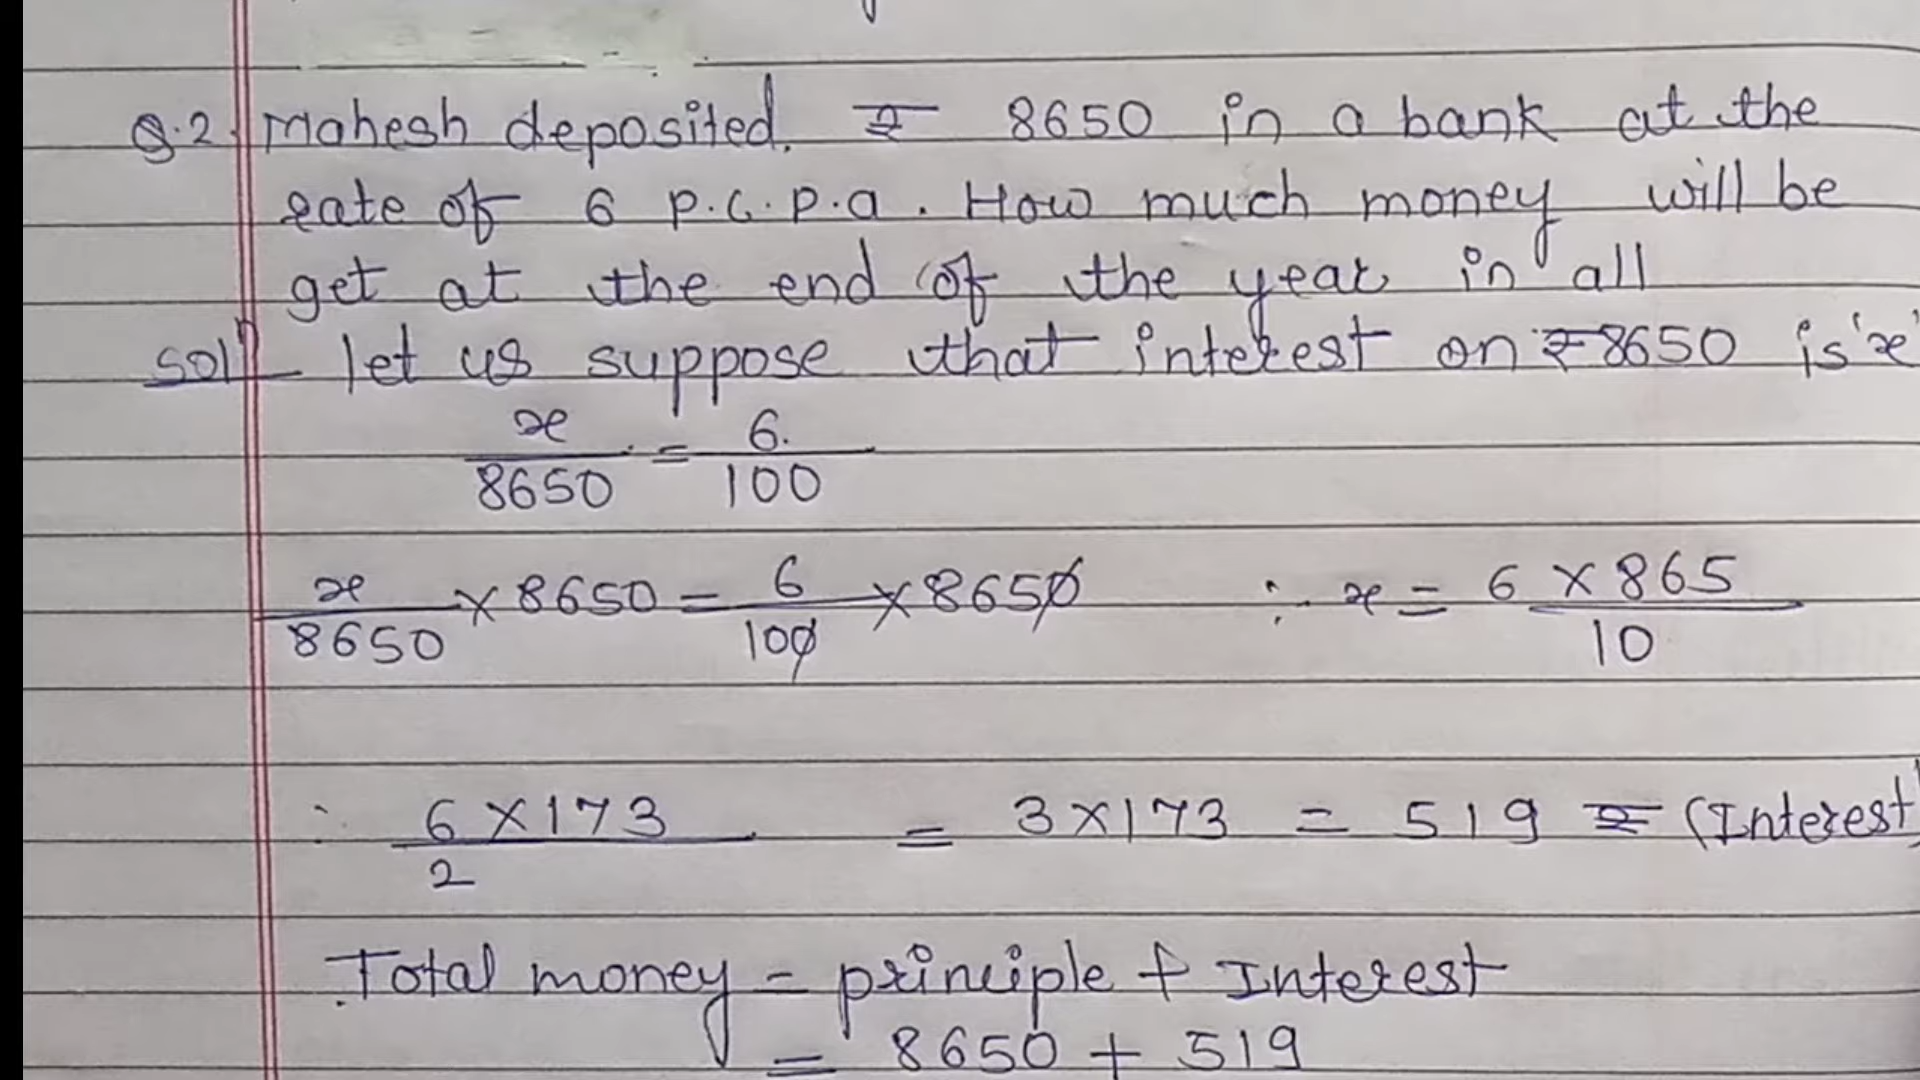 Q.2 Mahesh deposited. ₹ 8650 in a bank at the
rate of 6 p.c.p.a. How much money will be
get at the end of the year in all
Solⁿ let us suppose that interest on ₹ 8650 is 'x'
x/8650 = 6/100
x/8650 × 8650 = 6/100 × 8650 ∴ x = 6 × 865/10
∴ 6 × 173/2 = 3 × 173 = 519 ₹ (Interest)
Total money = principle + Interest
= 8650 + 519